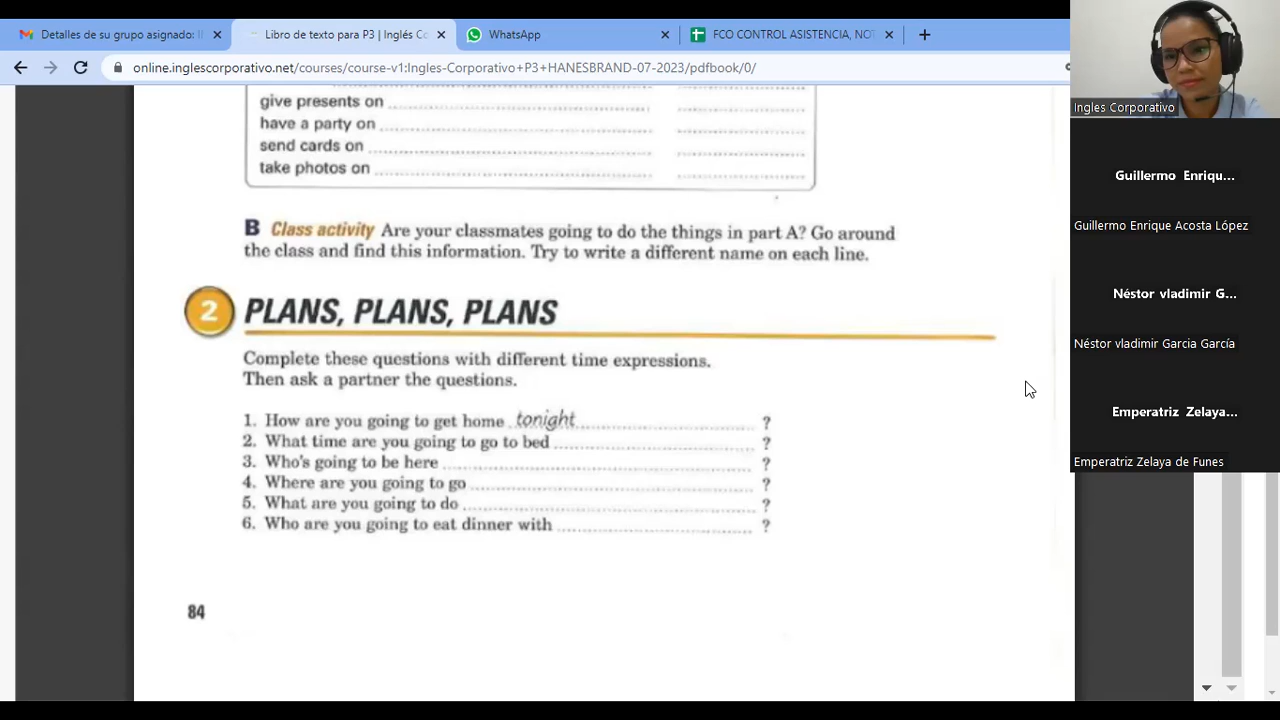 Detalles de su grupo asignado: I
Libro de texto para P3 | Inglés Co
WhatsApp
FCO CONTROL ASISTENCIA, NOT
online.inglescorporativo.net/courses/course-v1:Ingles-Corporativo+P3+HANESBRAND-07-2023/pdfbook/0/
Ingles Corporativo
Guillermo Enriqu...
Guillermo Enrique Acosta López
Néstor vladimir G...
Néstor vladimir Garcia García
Emperatriz Zelaya...
Emperatriz Zelaya de Funes
give presents on
have a party on
send cards on
take photos on
B Class activity Are your classmates going to do the things in part A? Go around
the class and find this information. Try to write a different name on each line.
2 PLANS, PLANS, PLANS
Complete these questions with different time expressions.
Then ask a partner the questions.
1. How are you going to get home tonight ?
2. What time are you going to go to bed ?
3. Who's going to be here ?
4. Where are you going to go ?
5. What are you going to do ?
6. Who are you going to eat dinner with ?
84